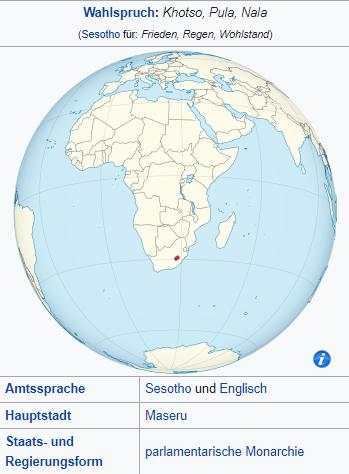 Wahlspruch: Khotso, Pula, Nala
(Sesotho für: Frieden, Regen, Wohlstand)
i
Amtssprache Sesotho und Englisch
Hauptstadt Maseru
Staats- und
Regierungsform parlamentarische Monarchie